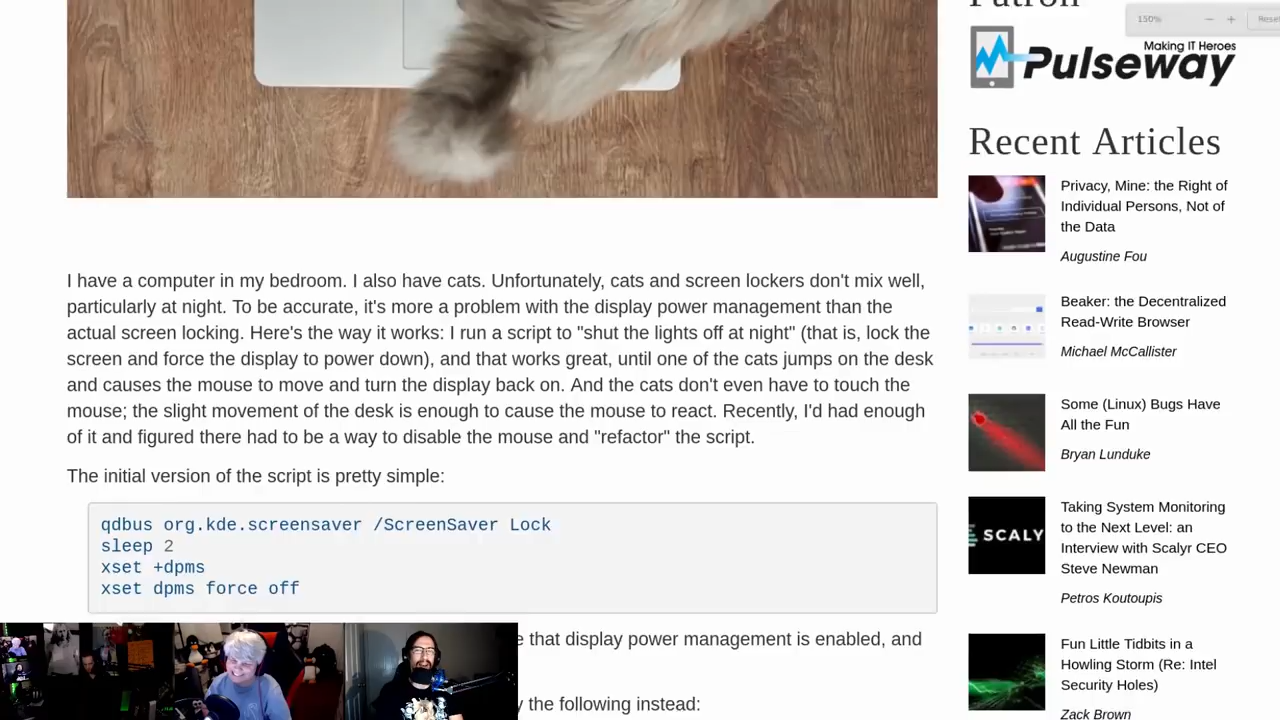 150%
Making IT Heroes
Pulseway
Recent Articles
Privacy, Mine: the Right of
Individual Persons, Not of
the Data
Augustine Fou
Beaker: the Decentralized
Read-Write Browser
Michael McCallister
Some (Linux) Bugs Have
All the Fun
Bryan Lunduke
SCALY
Taking System Monitoring
to the Next Level: an
Interview with Scalyr CEO
Steve Newman
Petros Koutoupis
Fun Little Tidbits in a
Howling Storm (Re: Intel
Security Holes)
Zack Brown
I have a computer in my bedroom. I also have cats. Unfortunately, cats and screen lockers don't mix well,
particularly at night. To be accurate, it's more a problem with the display power management than the
actual screen locking. Here's the way it works: I run a script to "shut the lights off at night" (that is, lock the
screen and force the display to power down), and that works great, until one of the cats jumps on the desk
and causes the mouse to move and turn the display back on. And the cats don't even have to touch the
mouse; the slight movement of the desk is enough to cause the mouse to react. Recently, I'd had enough
of it and figured there had to be a way to disable the mouse and "refactor" the script.
The initial version of the script is pretty simple:
qdbus org.kde.screensaver /ScreenSaver Lock
sleep 2
xset +dpms
xset dpms force off
that display power management is enabled, and
the following instead: